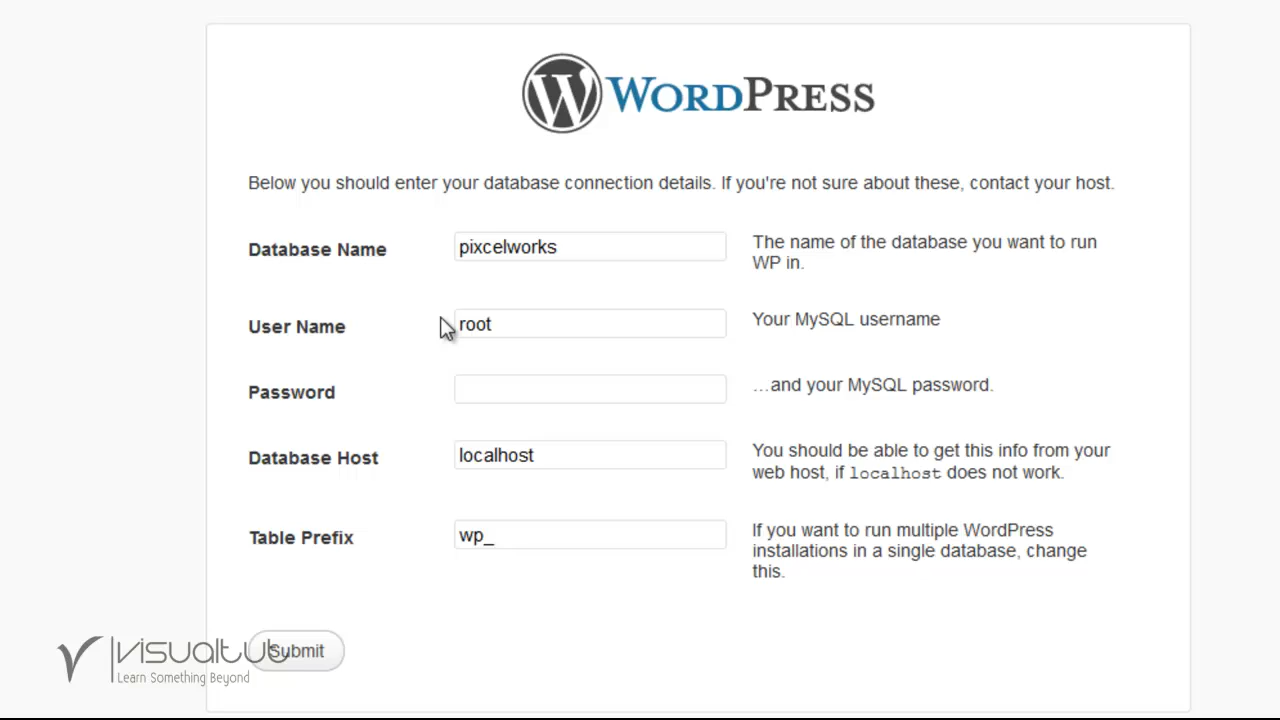 WORDPRESS
Below you should enter your database connection details. If you're not sure about these, contact your host.
Database Name
pixcelworks
The name of the database you want to run
WP in.
User Name
root
Your MySQL username
Password
…and your MySQL password.
Database Host
localhost
You should be able to get this info from your
web host, if localhost does not work.
Table Prefix
wp_
If you want to run multiple WordPress
installations in a single database, change
this.
Submit
visualtut
Learn Something Beyond